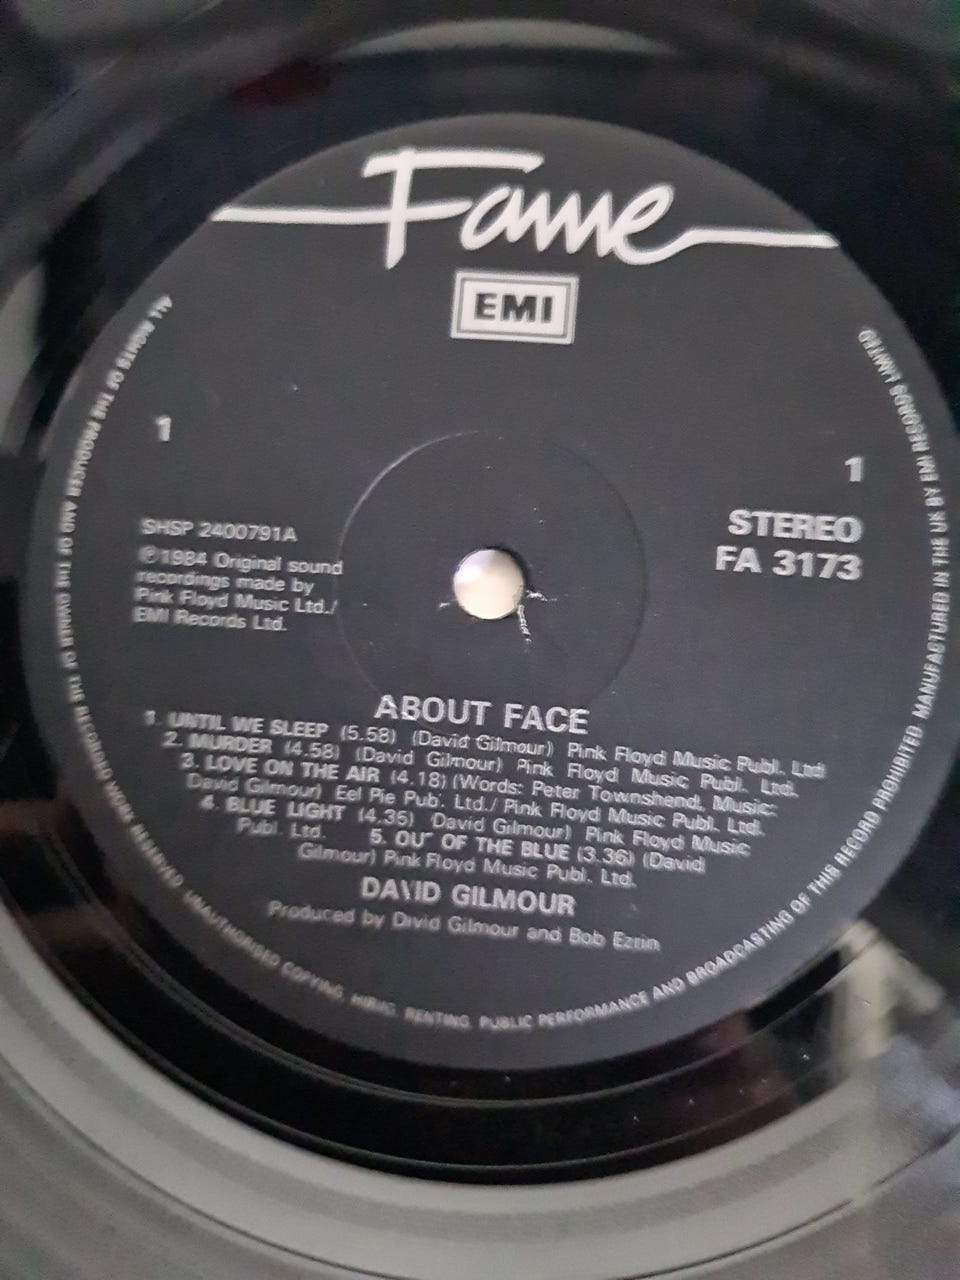 Fame
EMI
1
1
SHSP 2400791A
℗1984 Original sound
recordings made by
Pink Floyd Music Ltd./
EMI Records Ltd.
STEREO
FA 3173
ABOUT FACE
1. UNTIL WE SLEEP (5.58) (David Gilmour) Pink Floyd Music Publ. Ltd
2. MURDER (4.58) (David Gilmour) Pink Floyd Music Publ. Ltd.
3. LOVE ON THE AIR (4.18) (Words: Peter Townshend, Music:
David Gilmour) Eel Pie Pub. Ltd./ Pink Floyd Music Publ. Ltd.
4. BLUE LIGHT (4.35) David Gilmour) Pink Floyd Music
Publ. Ltd. 5. OUT OF THE BLUE (3.36) (David
Gilmour) Pink Floyd Music Publ. Ltd.
DAVID GILMOUR
Produced by David Gilmour and Bob Ezrin
ALL RIGHTS OF THE PRODUCER AND OF THE OWNER OF THE RECORDED WORK RESERVED. UNAUTHORISED COPYING, HIRING, RENTING, PUBLIC PERFORMANCE AND BROADCASTING OF THIS RECORD PROHIBITED. MANUFACTURED IN THE UK BY EMI RECORDS LIMITED